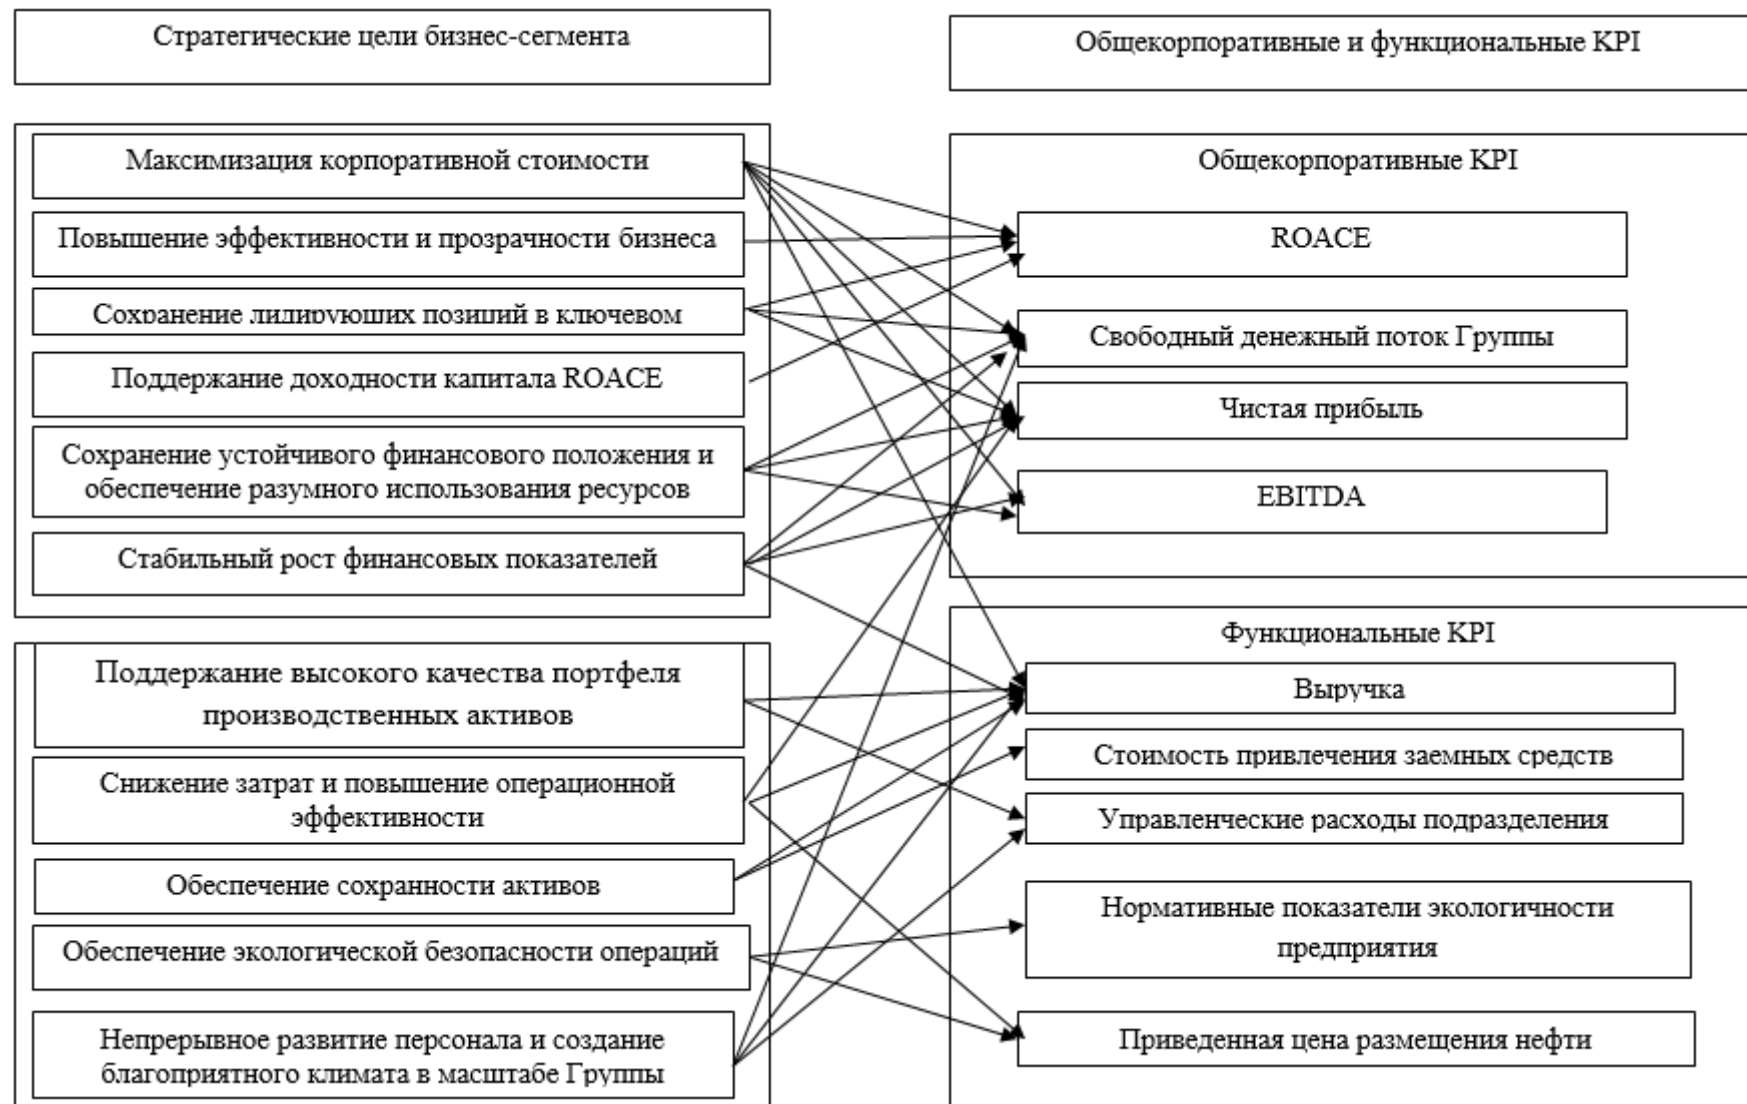 Стратегические цели бизнес-сегмента
Общекорпоративные и функциональные KPI
Максимизация корпоративной стоимости
Повышение эффективности и прозрачности бизнеса
Сохранение лидирующих позиций в ключевом
Поддержание доходности капитала ROACE
Сохранение устойчивого финансового положения и
обеспечение разумного использования ресурсов
Стабильный рост финансовых показателей
Поддержание высокого качества портфеля
производственных активов
Снижение затрат и повышение операционной
эффективности
Обеспечение сохранности активов
Обеспечение экологической безопасности операций
Непрерывное развитие персонала и создание
благоприятного климата в масштабе Группы
Общекорпоративные KPI
ROACE
Свободный денежный поток Группы
Чистая прибыль
EBITDA
Функциональные KPI
Выручка
Стоимость привлечения заемных средств
Управленческие расходы подразделения
Нормативные показатели экологичности
предприятия
Приведенная цена размещения нефти